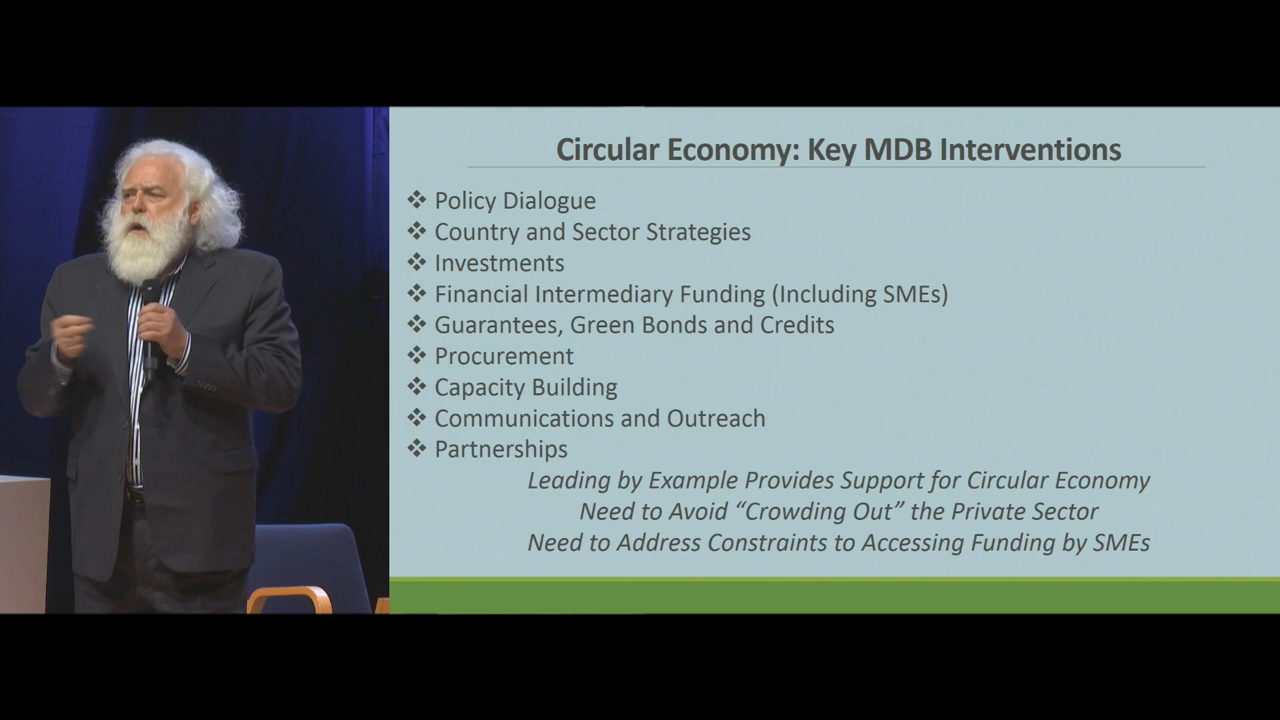 Circular Economy: Key MDB Interventions
❖ Policy Dialogue
❖ Country and Sector Strategies
❖ Investments
❖ Financial Intermediary Funding (Including SMEs)
❖ Guarantees, Green Bonds and Credits
❖ Procurement
❖ Capacity Building
❖ Communications and Outreach
❖ Partnerships
Leading by Example Provides Support for Circular Economy
Need to Avoid “Crowding Out” the Private Sector
Need to Address Constraints to Accessing Funding by SMEs